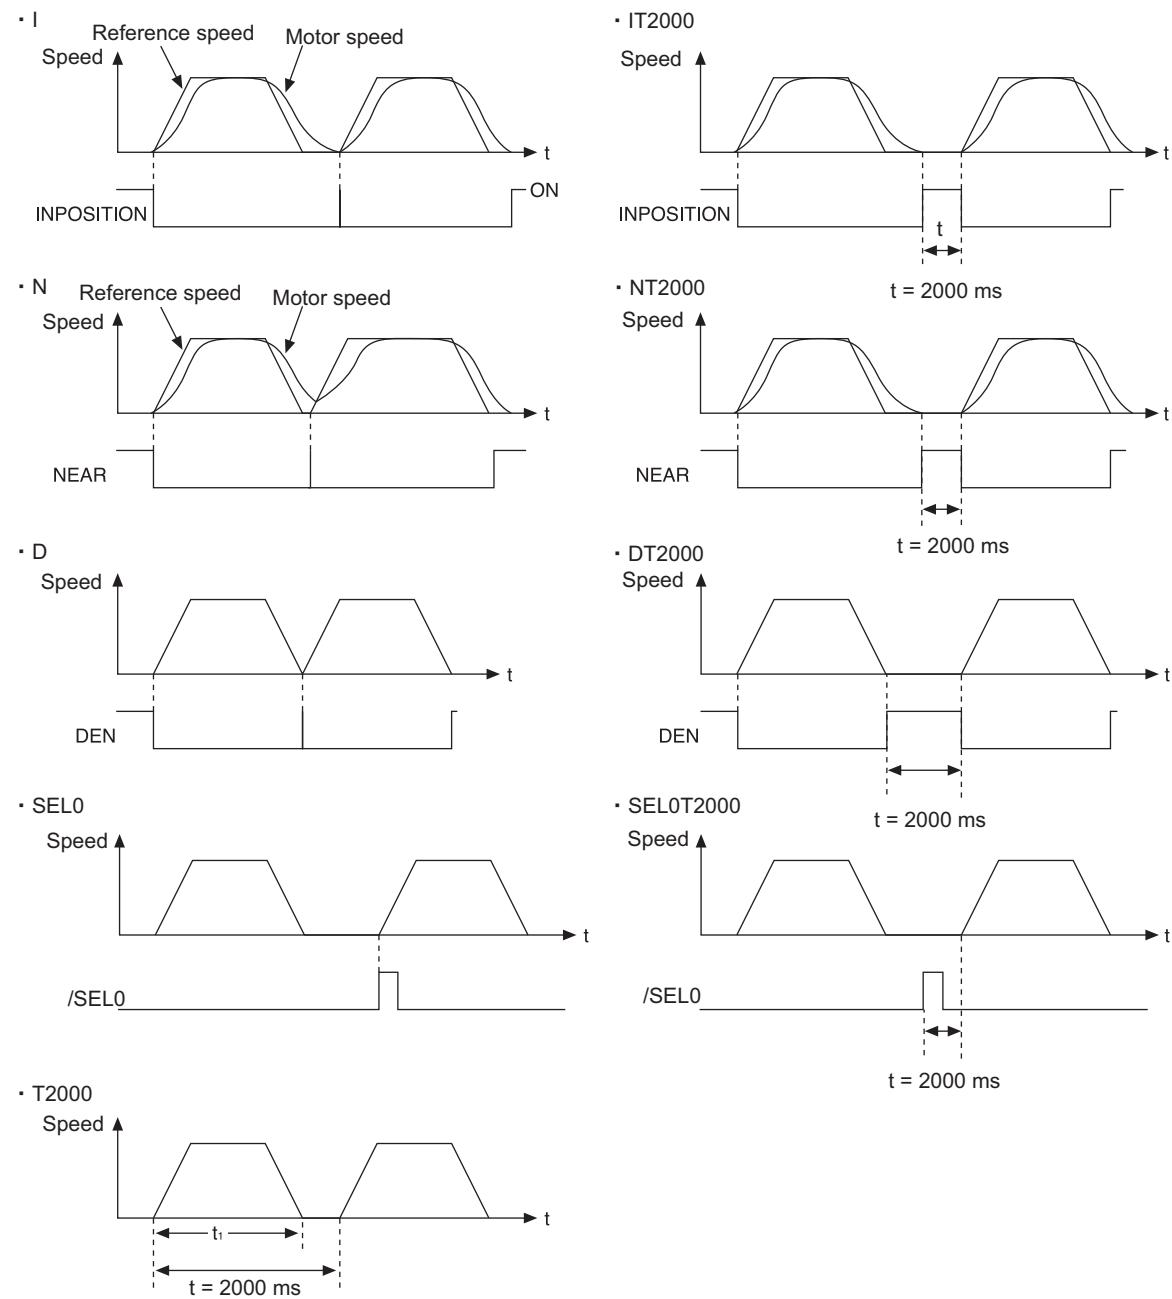 · I
Reference speed
Motor speed
Speed
t
INPOSITION
ON
· IT2000
Speed
t
INPOSITION
t
t = 2000 ms
· N
Reference speed
Motor speed
Speed
t
NEAR
· NT2000
Speed
t
NEAR
t = 2000 ms
· D
Speed
t
DEN
· DT2000
Speed
t
DEN
t = 2000 ms
· SEL0
Speed
t
/SEL0
· SEL0T2000
Speed
t
/SEL0
t = 2000 ms
· T2000
Speed
t
t₁
t = 2000 ms